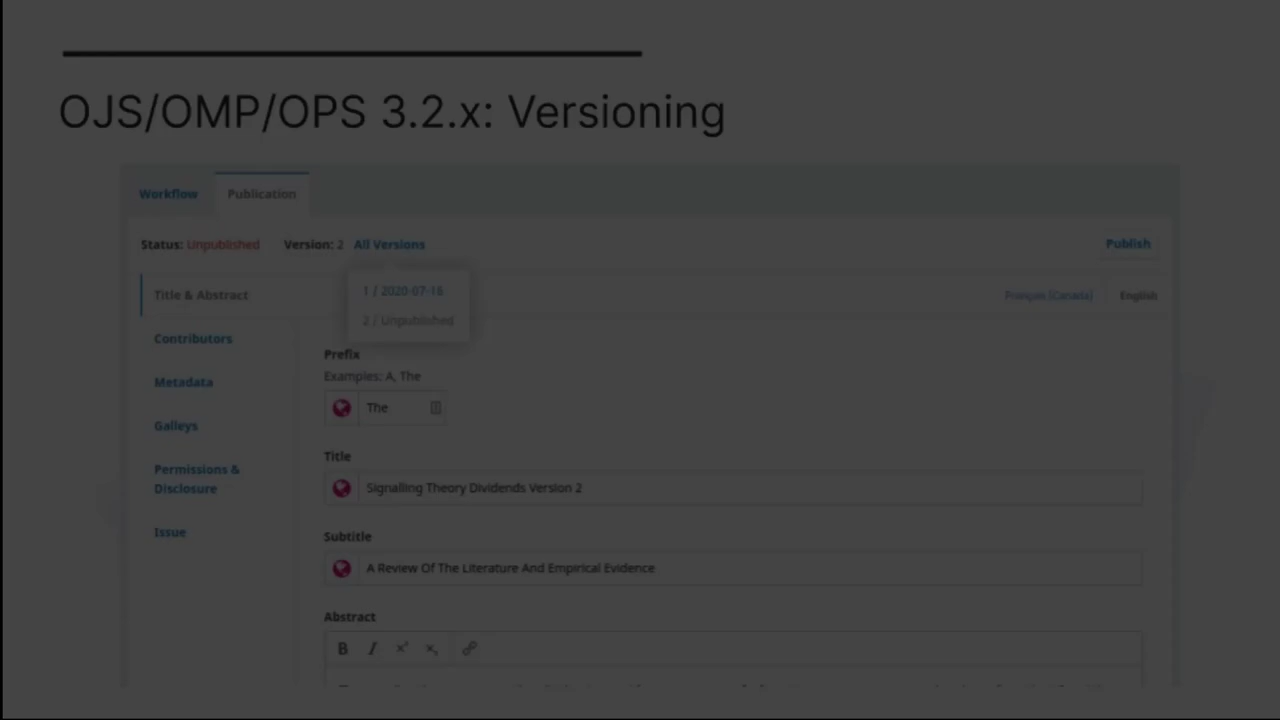 OJS/OMP/OPS 3.2.x: Versioning
Workflow Publication
Status: Unpublished Version: 2 All Versions Publish
1 / 2020-07-16
2 / Unpublished
Title & Abstract Français (Canada) English
Contributors
Metadata
Galleys
Permissions &
Disclosure
Issue
Prefix
Examples: A, The
The
Title
Signalling Theory Dividends Version 2
Subtitle
A Review Of The Literature And Empirical Evidence
Abstract
B I x² x₂